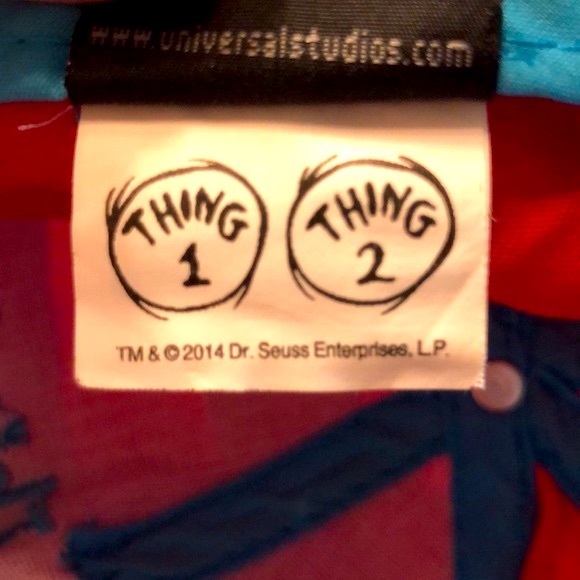 www.universalstudios.com
THING THING
1 2
TM & © 2014 Dr. Seuss Enterprises, L.P.